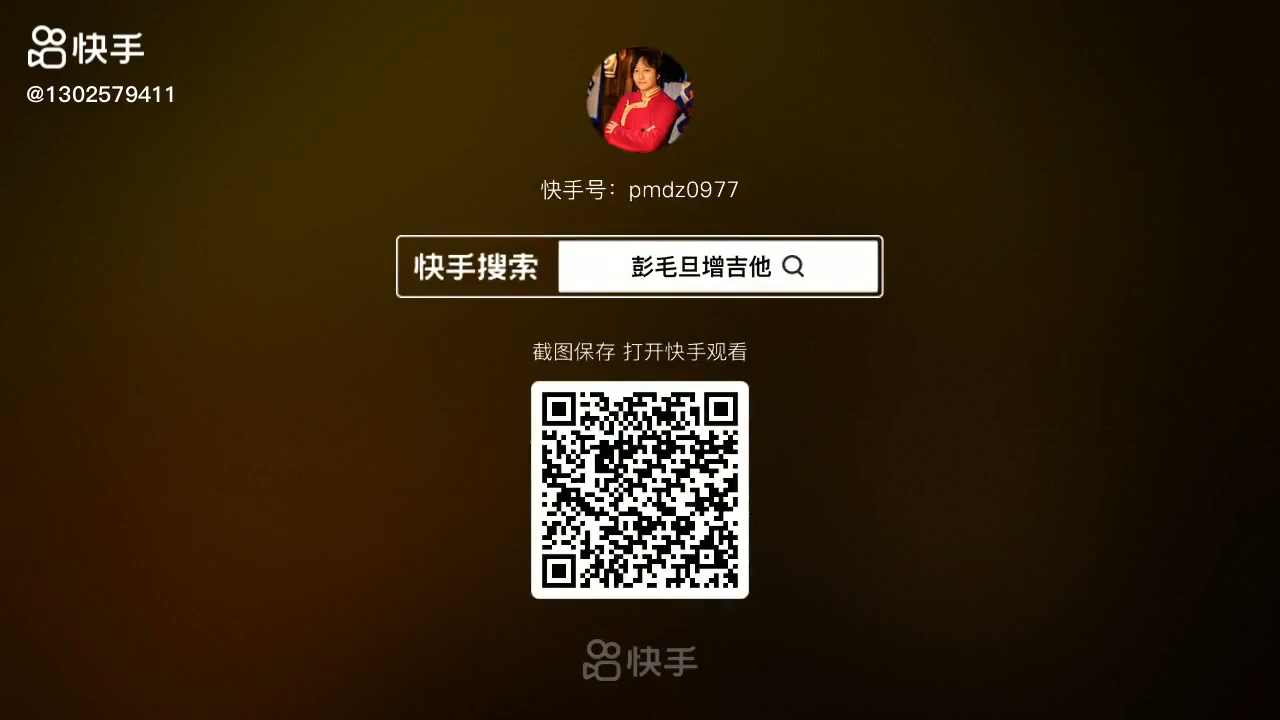 快手
@1302579411
快手号：pmdz0977
快手搜索 彭毛旦增吉他
截图保存 打开快手观看
快手